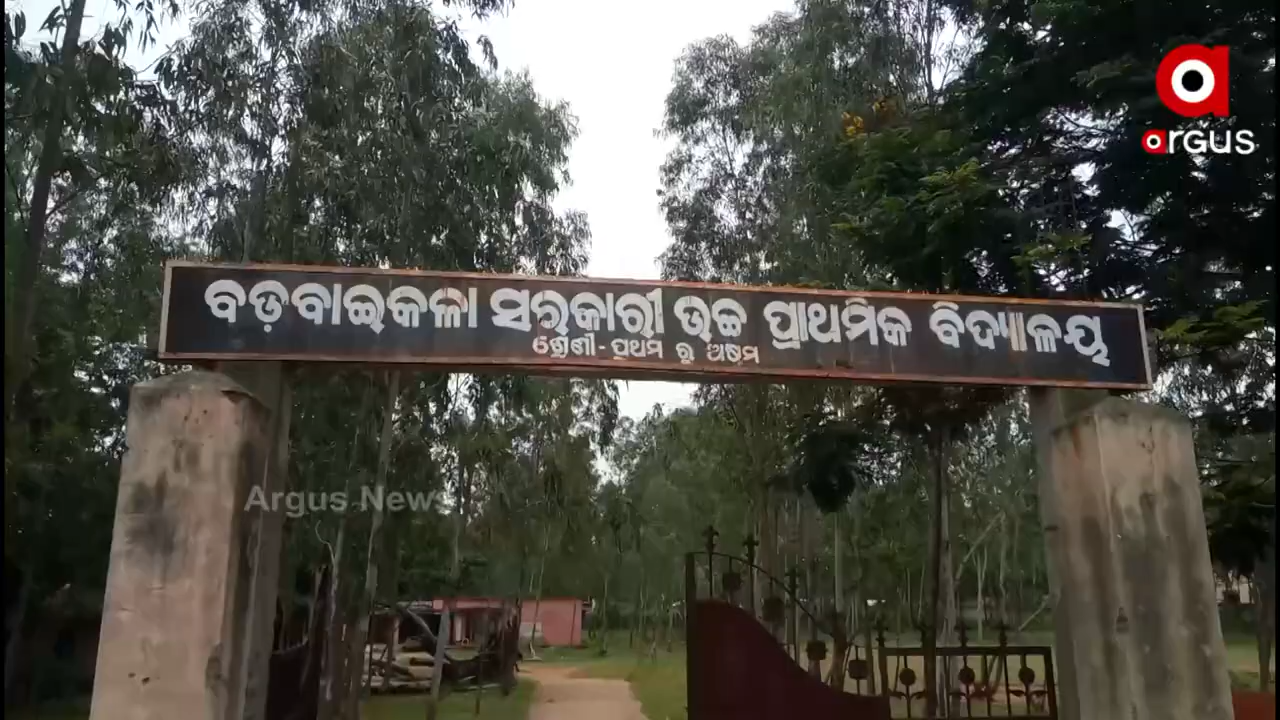 argus
ବଡ଼ବାଇକଳା ସରକାରୀ ଉଚ୍ଚ ପ୍ରାଥମିକ ବିଦ୍ୟାଳୟ
ଶ୍ରେଣୀ - ପ୍ରଥମ ରୁ ଅଷ୍ଟମ
Argus News